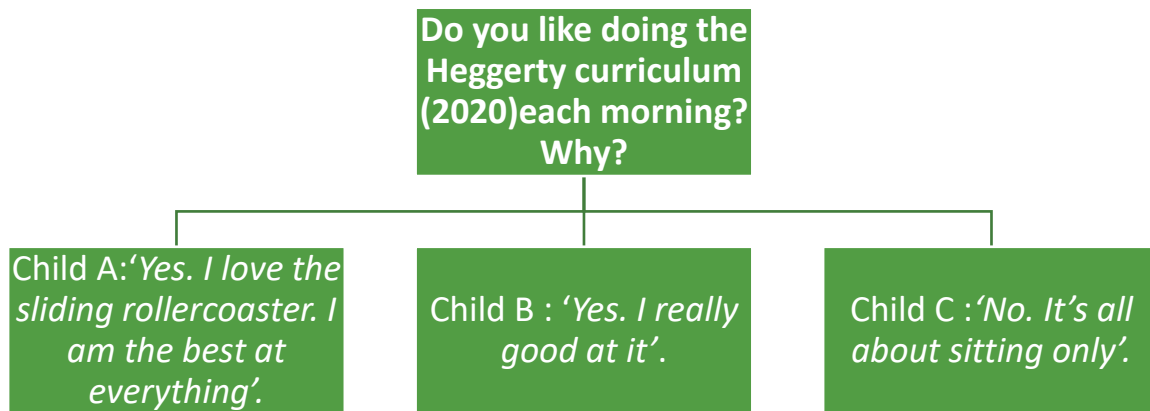 Do you like doing the
Heggerty curriculum
(2020)each morning?
Why?
Child A:‘Yes. I love the
sliding rollercoaster. I
am the best at
everything’.
Child B : ‘Yes. I really
good at it’.
Child C :‘No. It’s all
about sitting only’.